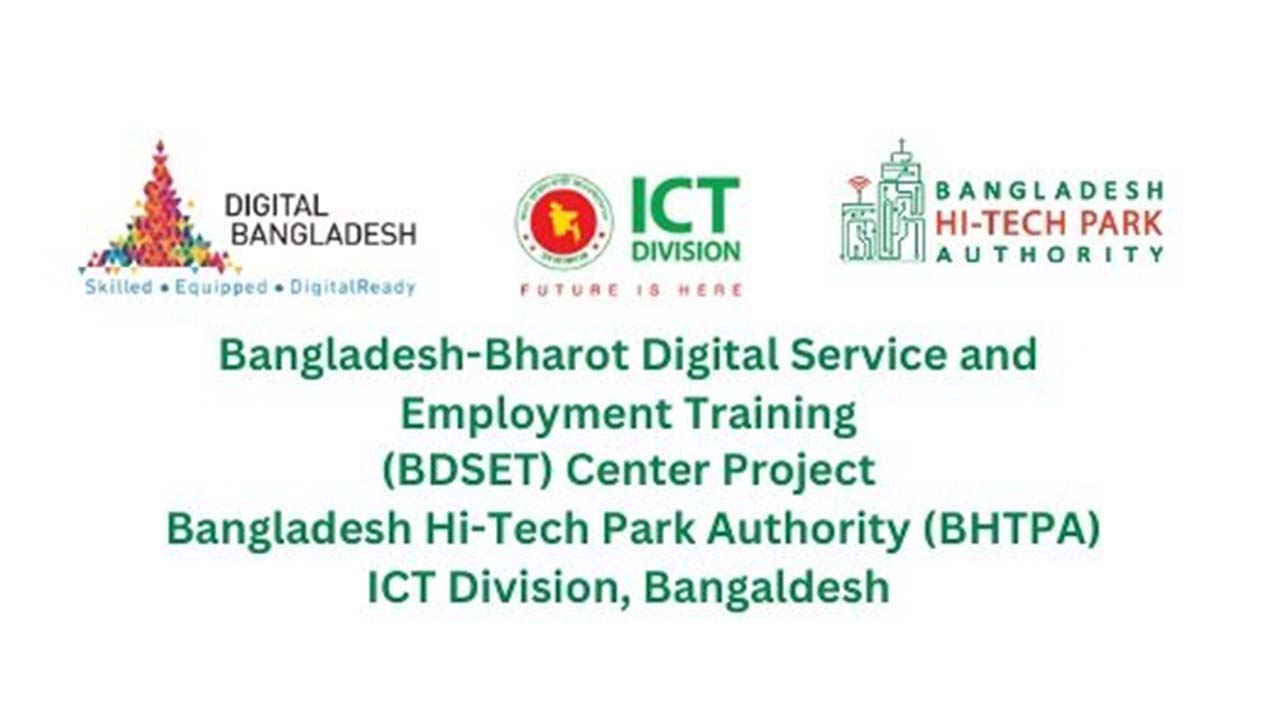 DIGITAL
BANGLADESH
Skilled • Equipped • DigitalReady
ICT
DIVISION
FUTURE IS HERE
BANGLADESH
HI-TECH PARK
AUTHORITY
Bangladesh-Bharot Digital Service and
Employment Training
(BDSET) Center Project
Bangladesh Hi-Tech Park Authority (BHTPA)
ICT Division, Bangaldesh